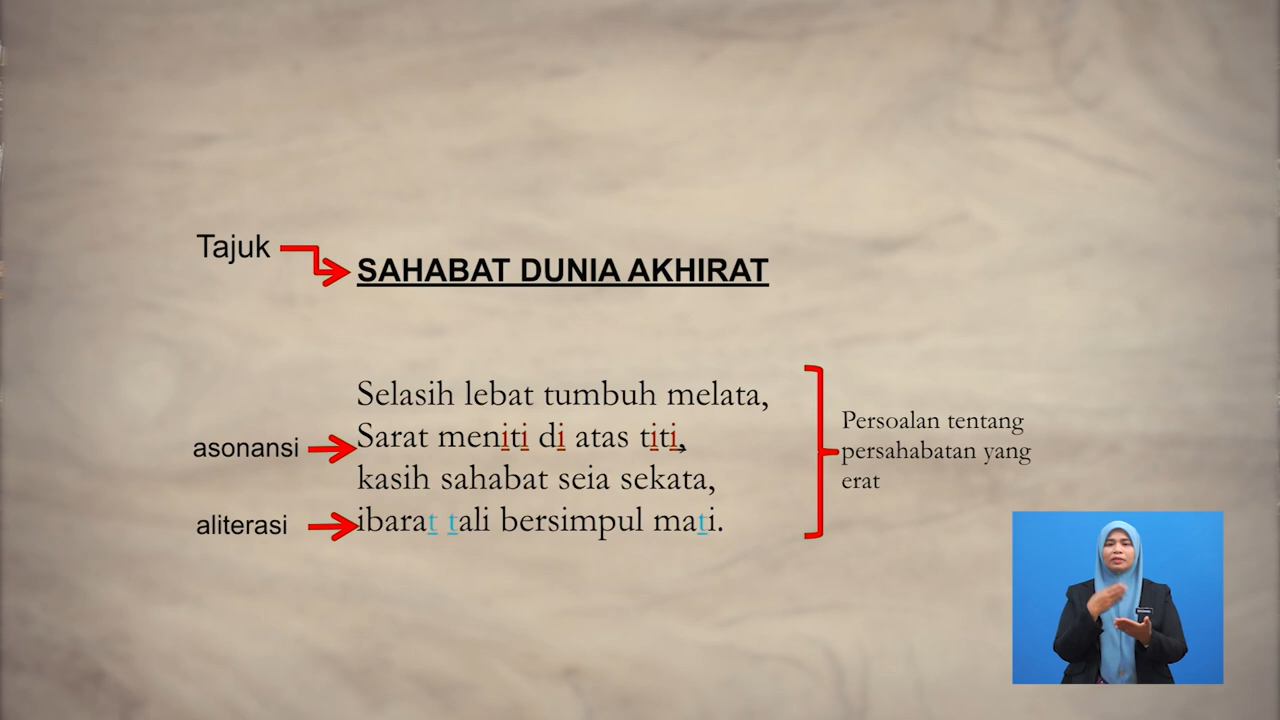 Tajuk
SAHABAT DUNIA AKHIRAT
Selasih lebat tumbuh melata,
asonansi
Sarat meniti di atas titi,
kasih sahabat seia sekata,
aliterasi
ibarat tali bersimpul mati.
Persoalan tentang
persahabatan yang
erat